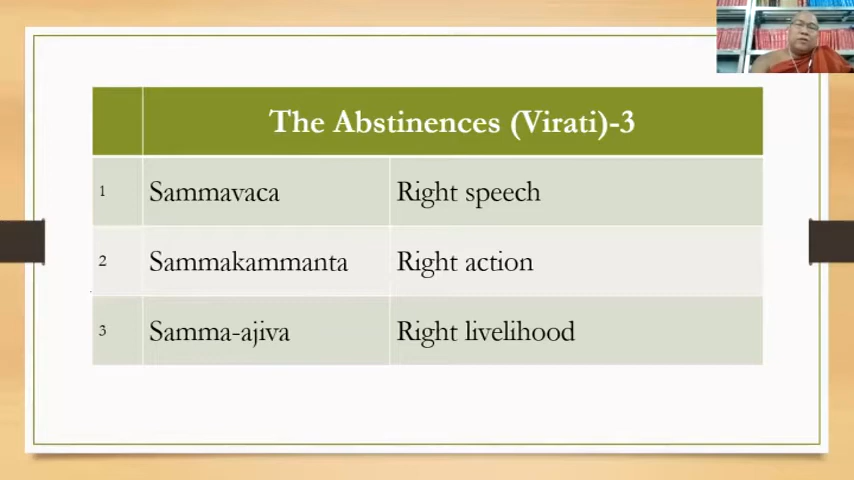 The Abstinences (Virati)-3
1 Sammavaca Right speech
2 Sammakammanta Right action
3 Samma-ajiva Right livelihood